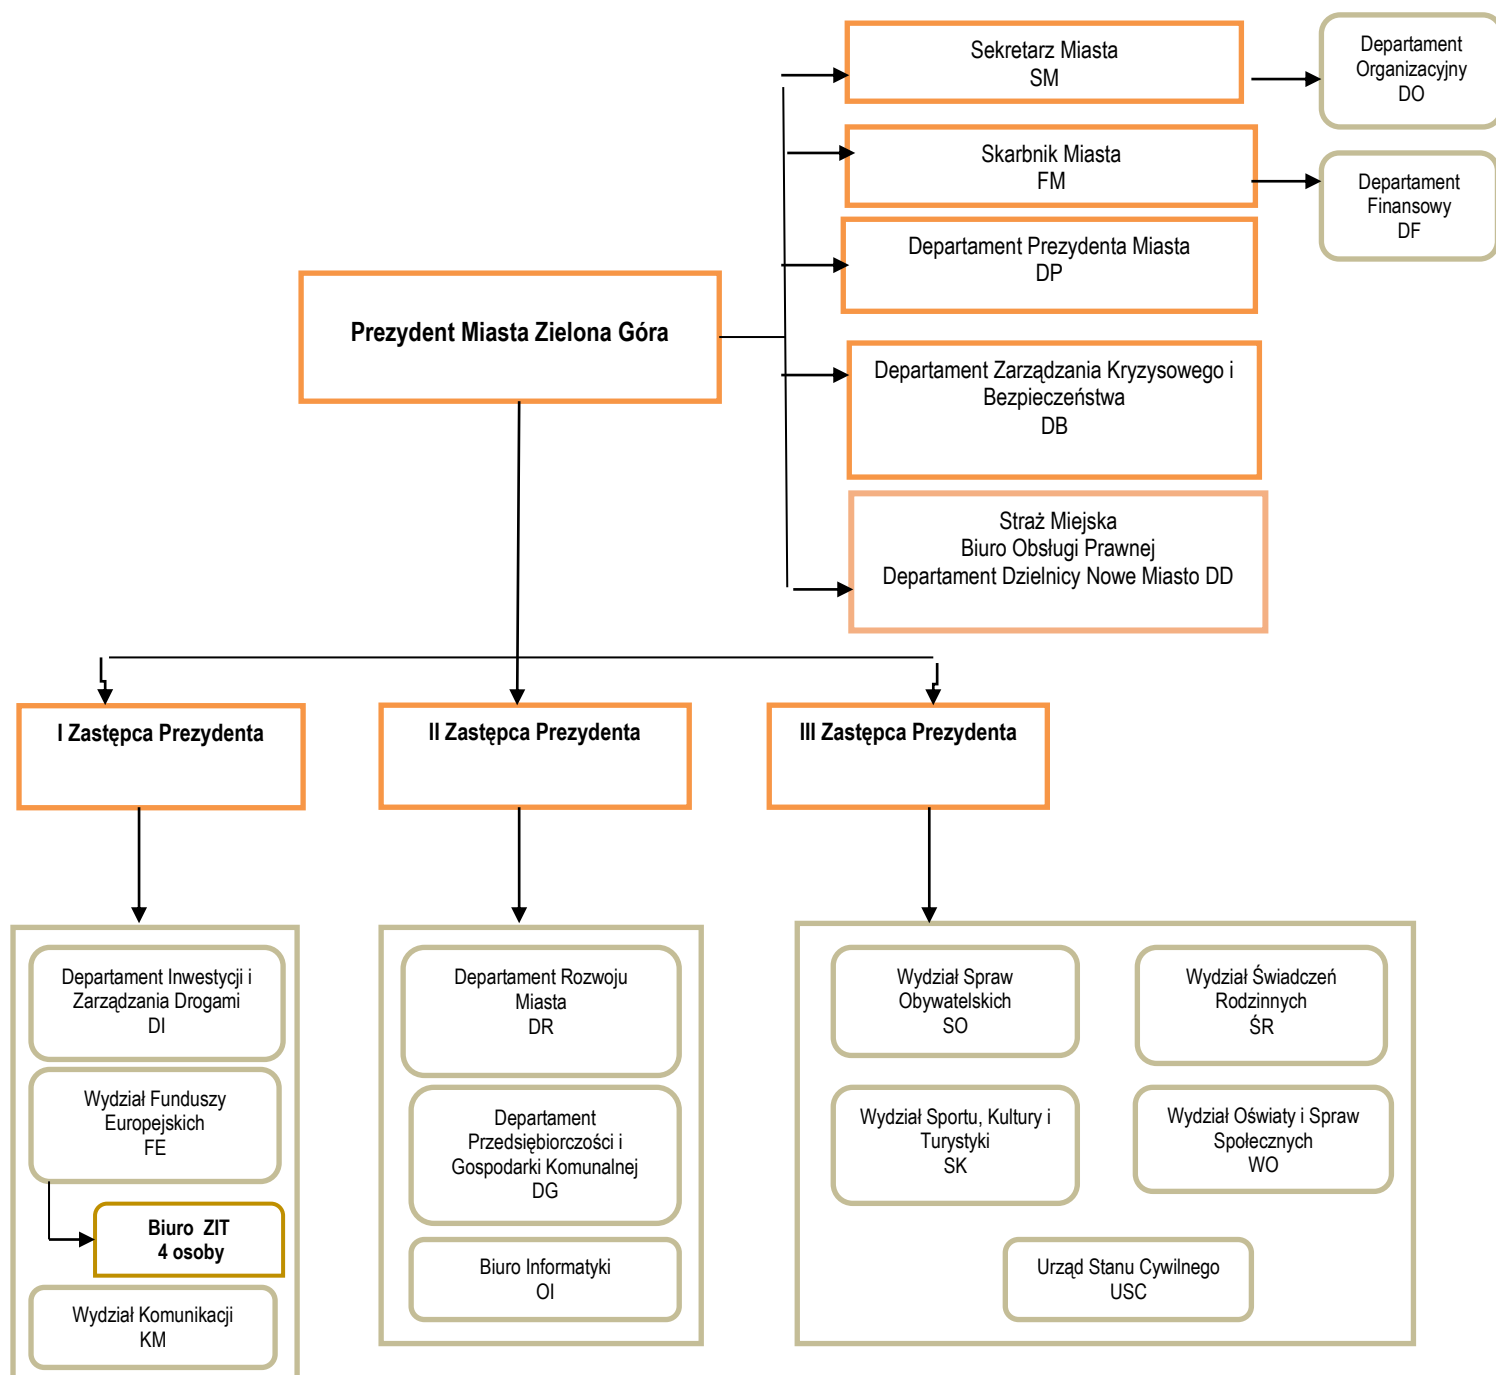 Sekretarz Miasta
SM
Departament
Organizacyjny
DO
Skarbnik Miasta
FM
Departament
Finansowy
DF
Departament Prezydenta Miasta
DP
Prezydent Miasta Zielona Góra
Departament Zarządzania Kryzysowego i
Bezpieczeństwa
DB
Straż Miejska
Biuro Obsługi Prawnej
Departament Dzielnicy Nowe Miasto DD
I Zastępca Prezydenta
II Zastępca Prezydenta
III Zastępca Prezydenta
Departament Inwestycji i
Zarządzania Drogami
DI
Wydział Funduszy
Europejskich
FE
Biuro ZIT
4 osoby
Wydział Komunikacji
KM
Departament Rozwoju
Miasta
DR
Departament
Przedsiębiorczości i
Gospodarki Komunalnej
DG
Biuro Informatyki
OI
Wydział Spraw
Obywatelskich
SO
Wydział Świadczeń
Rodzinnych
ŚR
Wydział Sportu, Kultury i
Turystyki
SK
Wydział Oświaty i Spraw
Społecznych
WO
Urząd Stanu Cywilnego
USC